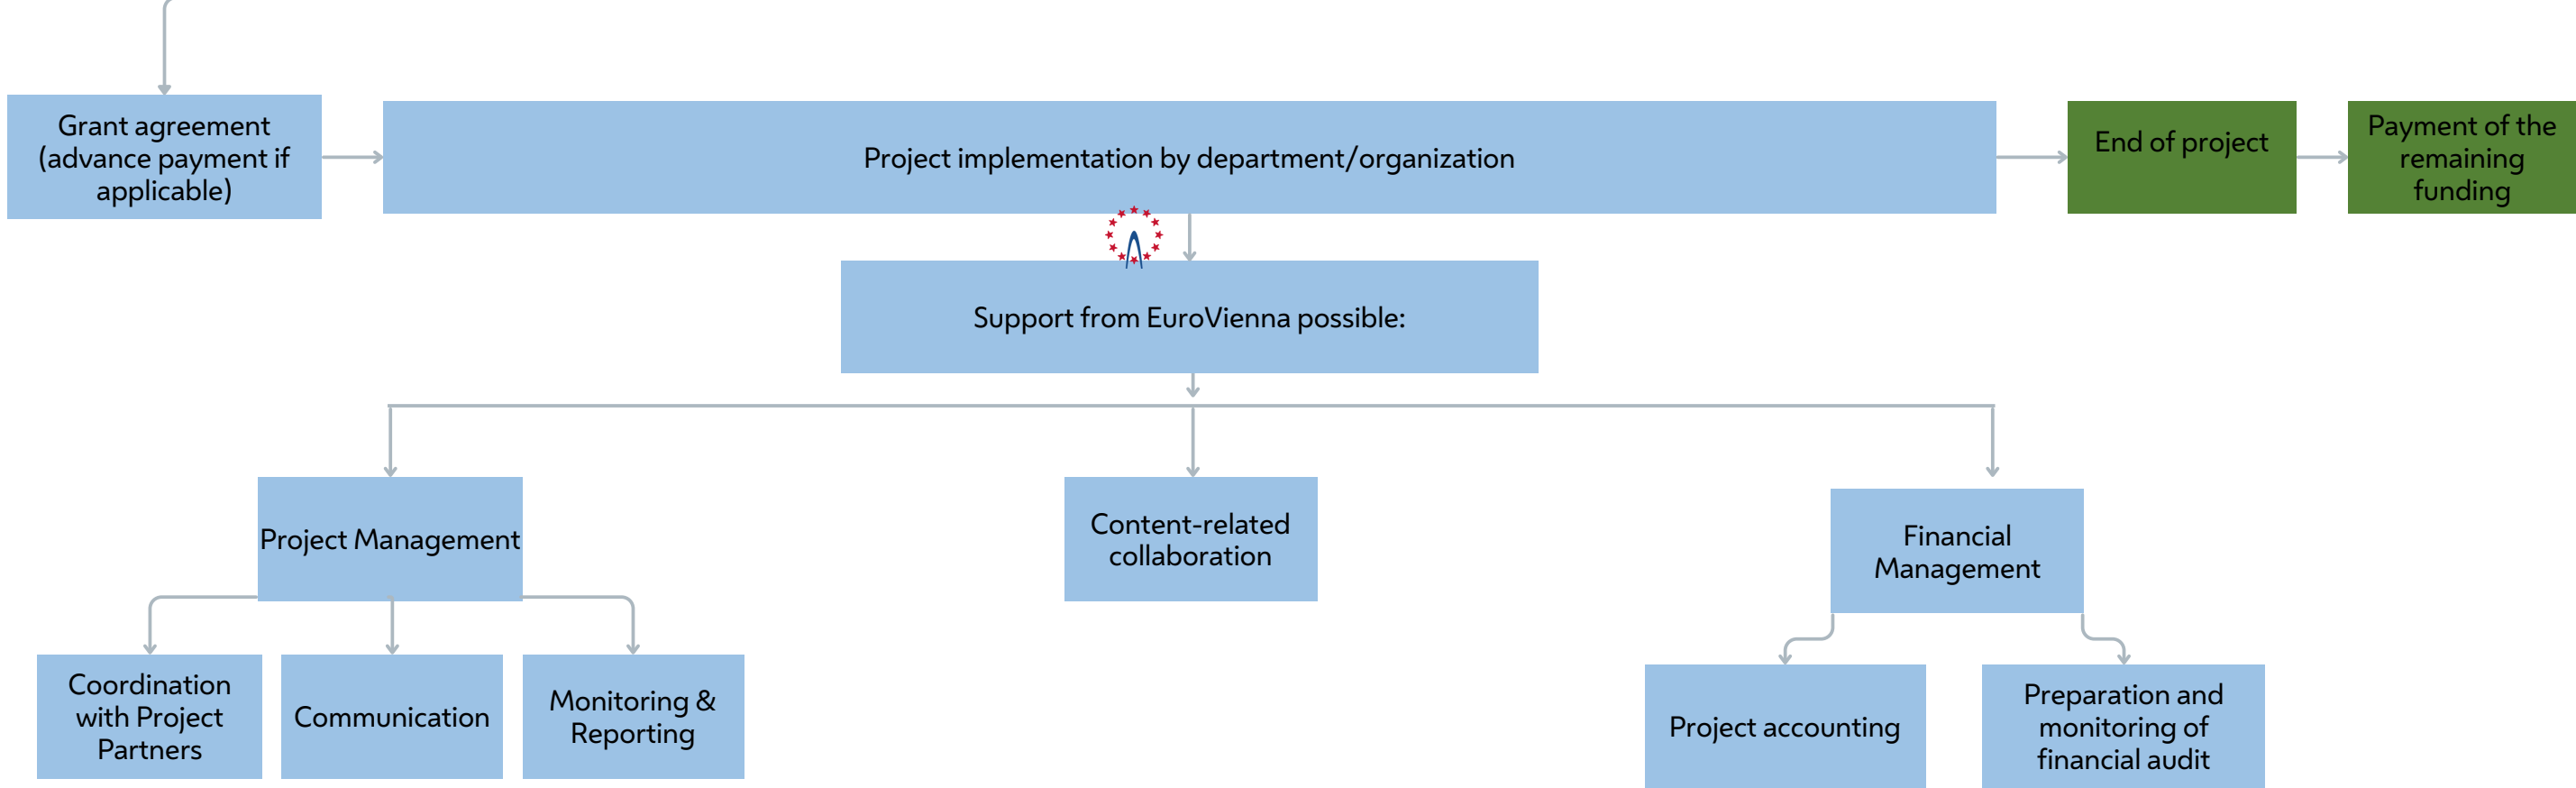 Grant agreement
(advance payment if
applicable)
Project implementation by department/organization
End of project
Payment of the
remaining
funding
Support from EuroVienna possible:
Project Management
Content-related
collaboration
Financial
Management
Coordination
with Project
Partners
Communication
Monitoring &
Reporting
Project accounting
Preparation and
monitoring of
financial audit